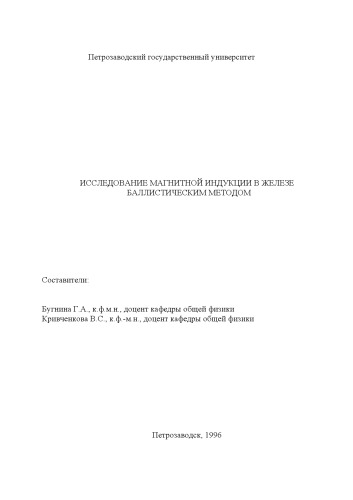 Петрозаводский государственный университет
ИССЛЕДОВАНИЕ МАГНИТНОЙ ИНДУКЦИИ В ЖЕЛЕЗЕ
БАЛЛИСТИЧЕСКИМ МЕТОДОМ
Составители:
Бугнина Г.А., к.ф.м.н., доцент кафедры общей физики
Кривченкова В.С., к.ф.-м.н., доцент кафедры общей физики
Петрозаводск, 1996